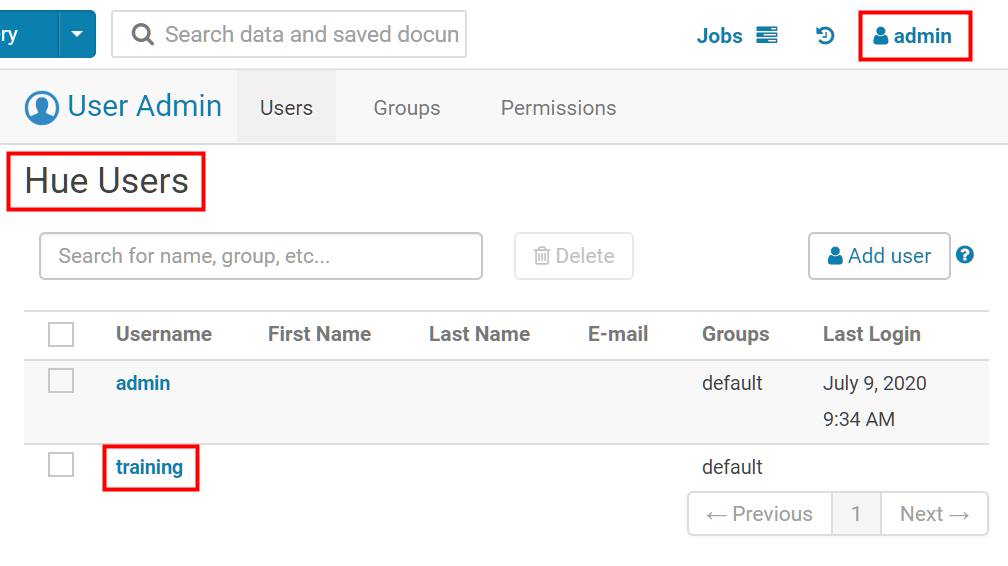 ry Search data and saved docun Jobs admin
User Admin Users Groups Permissions
Hue Users
Search for name, group, etc... Delete Add user ?
Username First Name Last Name E-mail Groups Last Login
admin default July 9, 2020
9:34 AM
training default
← Previous 1 Next →